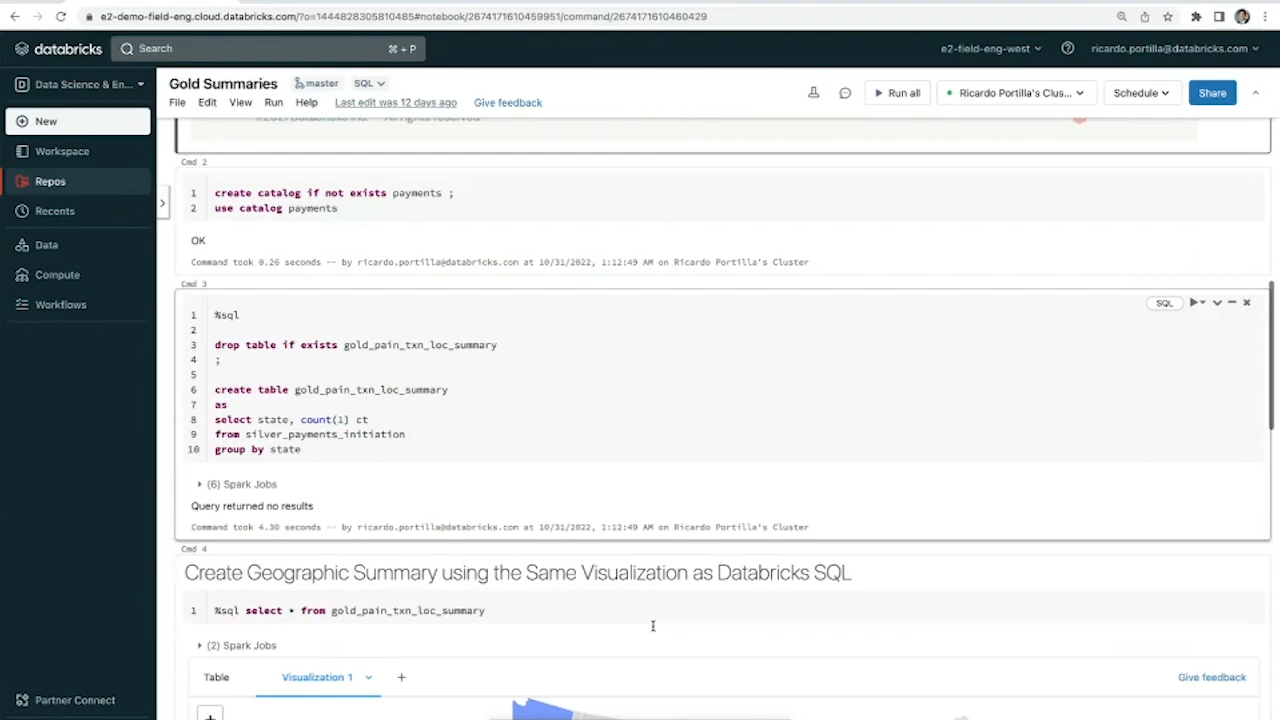 e2-demo-field-eng.cloud.databricks.com/?o=1444828305810485#notebook/2674171610459951/command/2674171610460429
databricks
Search
⌘ + P
e2-field-eng-west
ricardo.portilla@databricks.com
D Data Science & En...
Gold Summaries
master
SQL
File Edit View Run Help Last edit was 12 days ago Give feedback
Run all
Ricardo Portilla's Clus...
Schedule
Share
New
Workspace
Repos
Recents
Data
Compute
Workflows
Partner Connect
All rights reserved
Cmd 2
1 create catalog if not exists payments ;
2 use catalog payments
OK
Command took 0.26 seconds -- by ricardo.portilla@databricks.com at 10/31/2022, 1:12:49 AM on Ricardo Portilla's Cluster
Cmd 3
SQL
1 %sql
2
3 drop table if exists gold_pain_txn_loc_summary
4 ;
5
6 create table gold_pain_txn_loc_summary
7 as
8 select state, count(1) ct
9 from silver_payments_initiation
10 group by state
(6) Spark Jobs
Query returned no results
Command took 4.30 seconds -- by ricardo.portilla@databricks.com at 10/31/2022, 1:12:49 AM on Ricardo Portilla's Cluster
Cmd 4
Create Geographic Summary using the Same Visualization as Databricks SQL
1 %sql select * from gold_pain_txn_loc_summary
(2) Spark Jobs
Table
Visualization 1
+
Give feedback
+